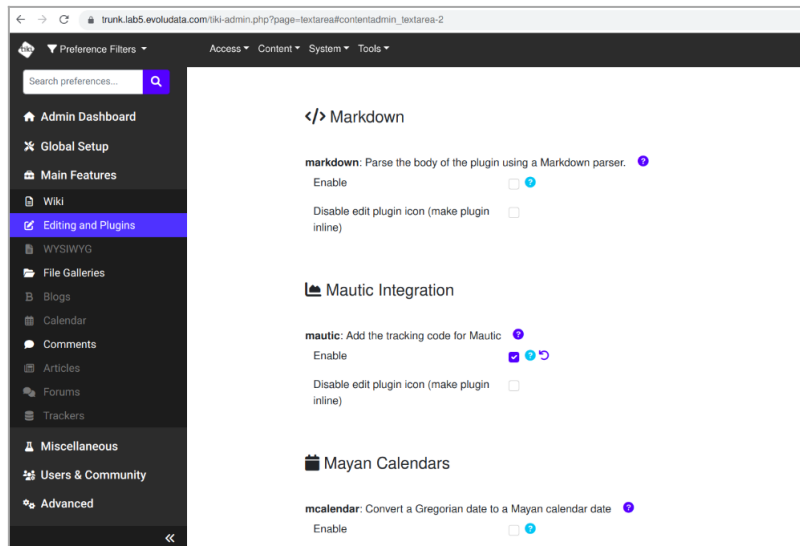 trunk.lab5.evoludata.com/tiki-admin.php?page=textarea#contentadmin_textarea-2
tiki
Preference Filters
Access Content System Tools
Search preferences...
Admin Dashboard
Global Setup
Main Features
Wiki
Editing and Plugins
WYSIWYG
File Galleries
Blogs
Calendar
Comments
Articles
Forums
Trackers
Miscellaneous
Users & Community
Advanced
«
</> Markdown
markdown: Parse the body of the plugin using a Markdown parser. ?
Enable ?
Disable edit plugin icon (make plugin
inline)
Mautic Integration
mautic: Add the tracking code for Mautic ?
Enable ?
Disable edit plugin icon (make plugin
inline)
Mayan Calendars
mcalendar: Convert a Gregorian date to a Mayan calendar date ?
Enable ?